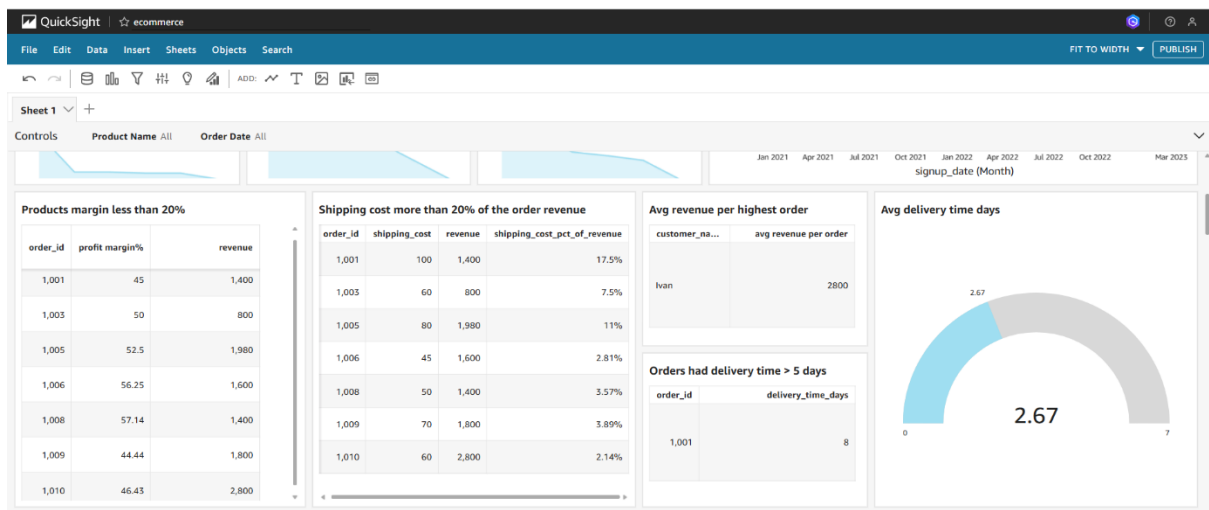 QuickSight ecommerce
File Edit Data Insert Sheets Objects Search FIT TO WIDTH PUBLISH
ADD: T
Sheet 1
Controls Product Name All Order Date All
Jan 2021 Apr 2021 Jul 2021 Oct 2021 Jan 2022 Apr 2022 Jul 2022 Oct 2022 Mar 2023
signup_date (Month)
Products margin less than 20%
order_id profit margin% revenue
1,001 45 1,400
1,003 50 800
1,005 52.5 1,980
1,006 56.25 1,600
1,008 57.14 1,400
1,009 44.44 1,800
1,010 46.43 2,800
Shipping cost more than 20% of the order revenue
order_id shipping_cost revenue shipping_cost_pct_of_revenue
1,001 100 1,400 17.5%
1,003 60 800 7.5%
1,005 80 1,980 11%
1,006 45 1,600 2.81%
1,008 50 1,400 3.57%
1,009 70 1,800 3.89%
1,010 60 2,800 2.14%
Avg revenue per highest order
customer_na... avg revenue per order
Ivan 2800
Orders had delivery time > 5 days
order_id delivery_time_days
1,001 8
Avg delivery time days
2.67
2.67
0 7